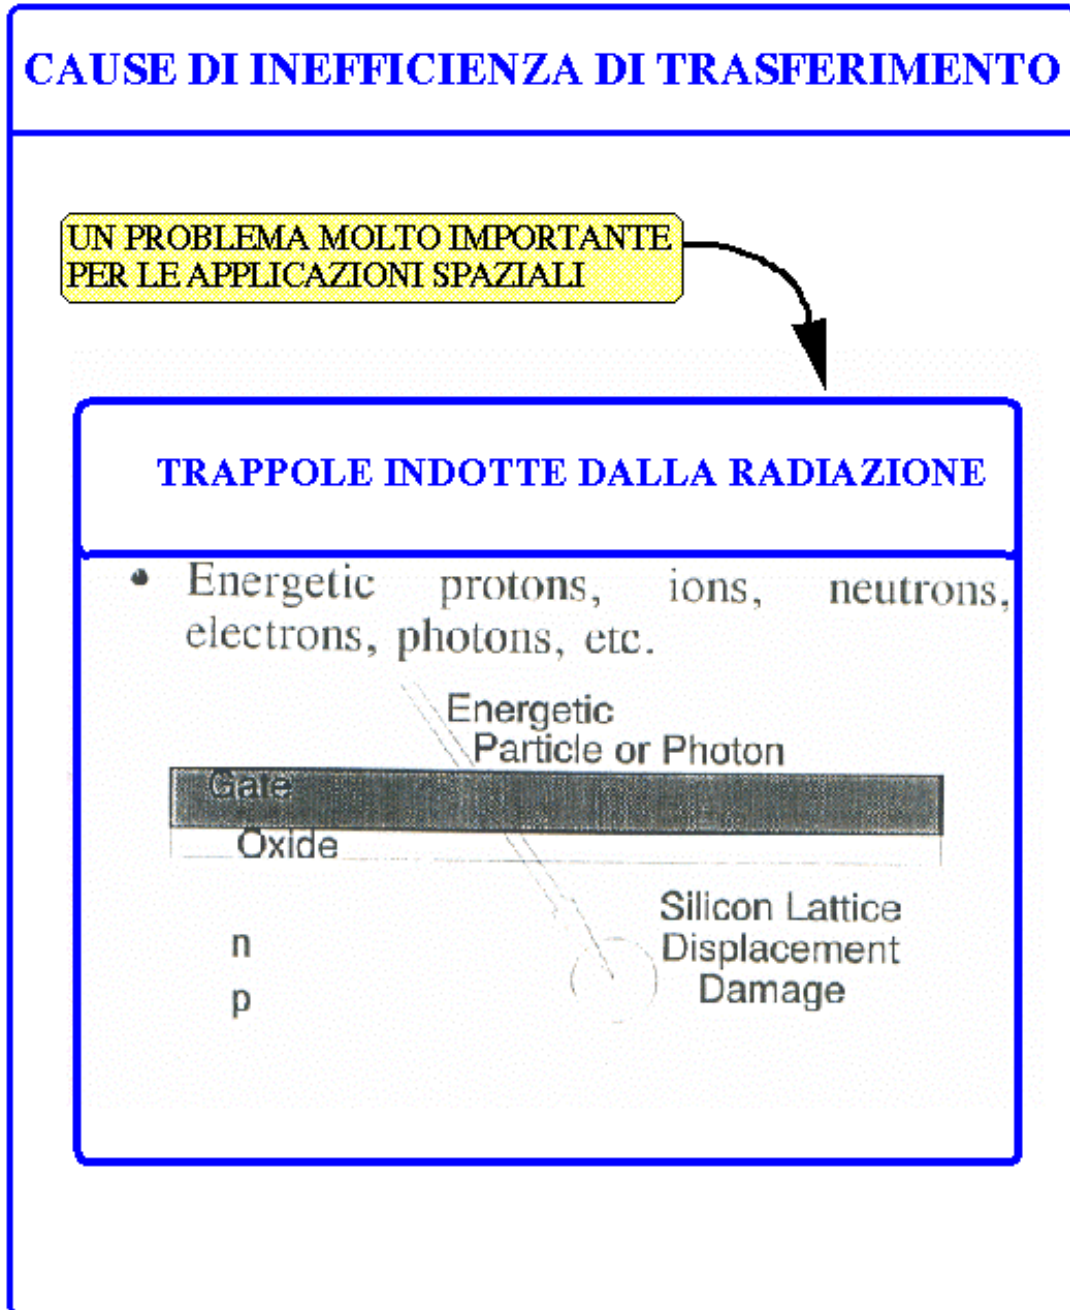 CAUSE DI INEFFICIENZA DI TRASFERIMENTO
UN PROBLEMA MOLTO IMPORTANTE
PER LE APPLICAZIONI SPAZIALI
TRAPPOLE INDOTTE DALLA RADIAZIONE
• Energetic protons, ions, neutrons,
electrons, photons, etc.
Energetic
Particle or Photon
Gate
Oxide
Silicon Lattice
Displacement
Damage
n
p